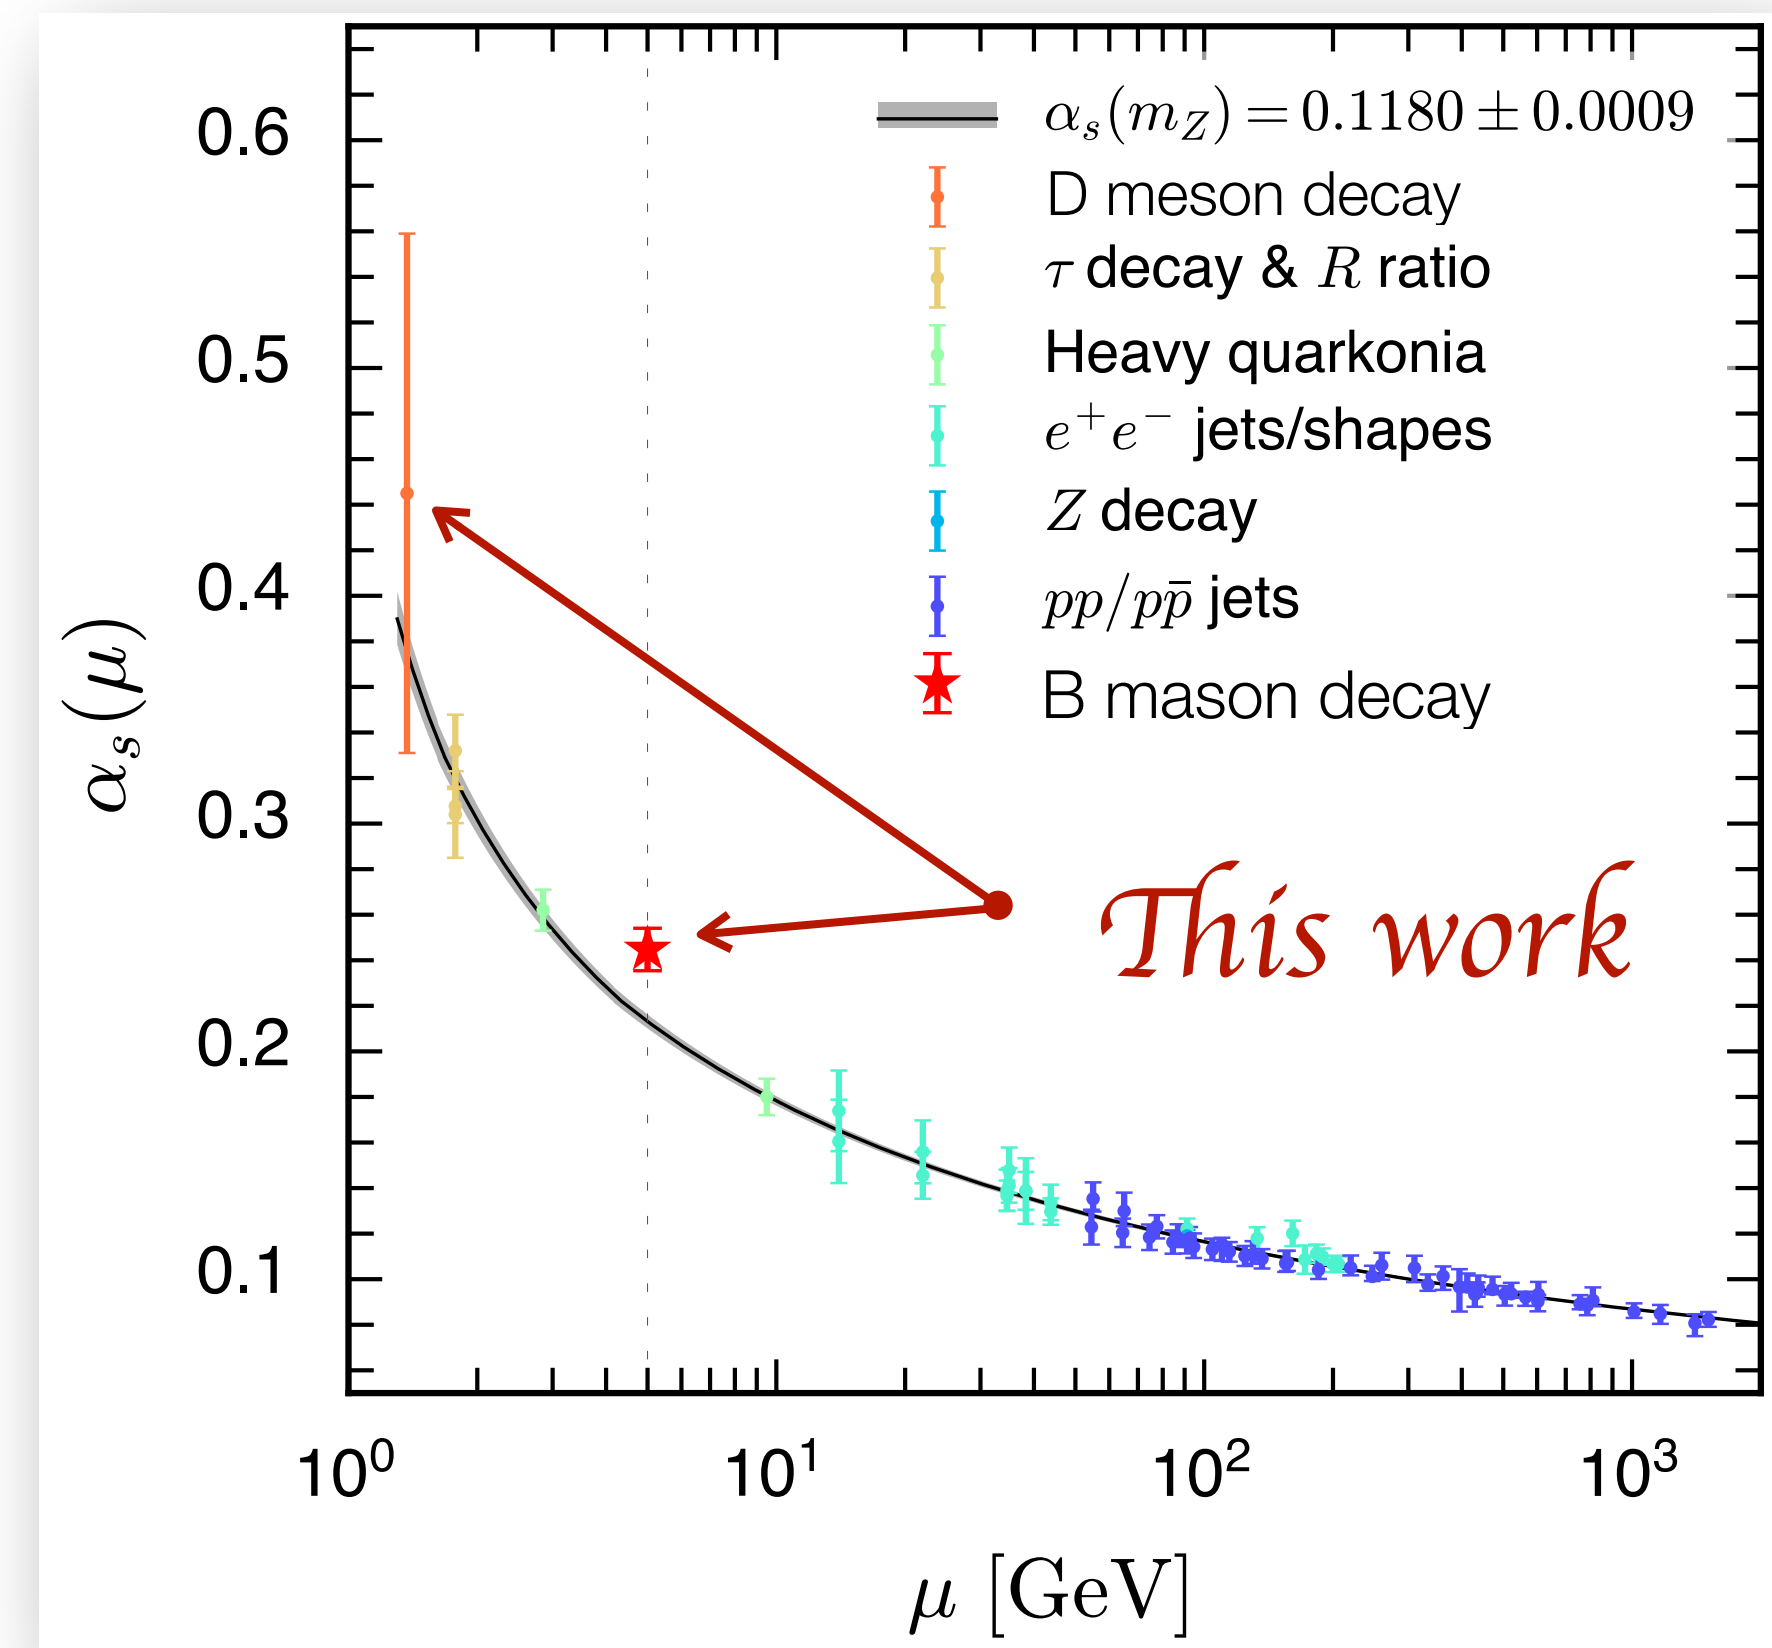 αₛ(m_Z) = 0.1180 ± 0.0009
D meson decay
τ decay & R ratio
Heavy quarkonia
e⁺e⁻ jets/shapes
Z decay
pp/pp̄ jets
B mason decay
This work
0.6
0.5
0.4
0.3
0.2
0.1
αₛ(μ)
10⁰ 10¹ 10² 10³
μ [GeV]